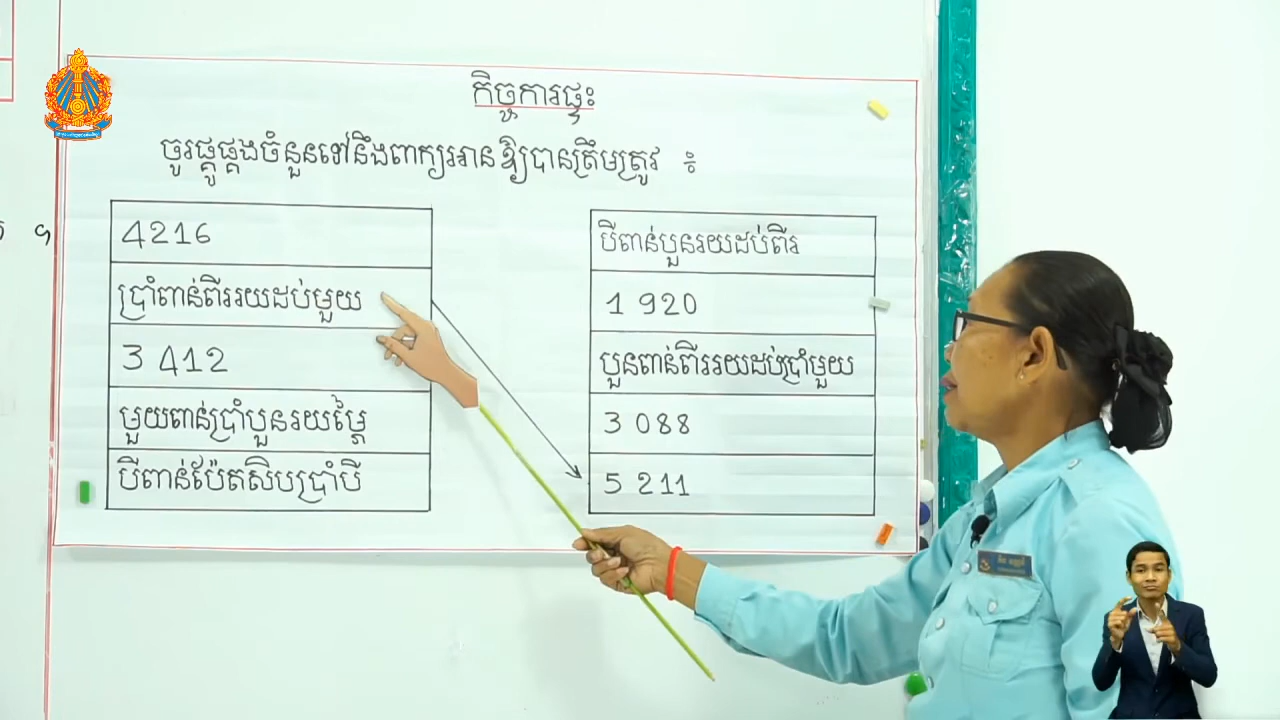 កិច្ចការផ្ទះ
ចូរផ្គូផ្គងចំនួនទៅនឹងពាក្យអានឱ្យបានត្រឹមត្រូវ ៖
4216
ប្រាំពាន់ពីររយដប់មួយ
3 412
មួយពាន់ប្រាំបួនរយម្ភៃ
បីពាន់ប៉ែតសិបប្រាំបី
បីពាន់បួនរយដប់ពីរ
1 920
បួនពាន់ពីររយដប់ប្រាំមួយ
3 088
5 211